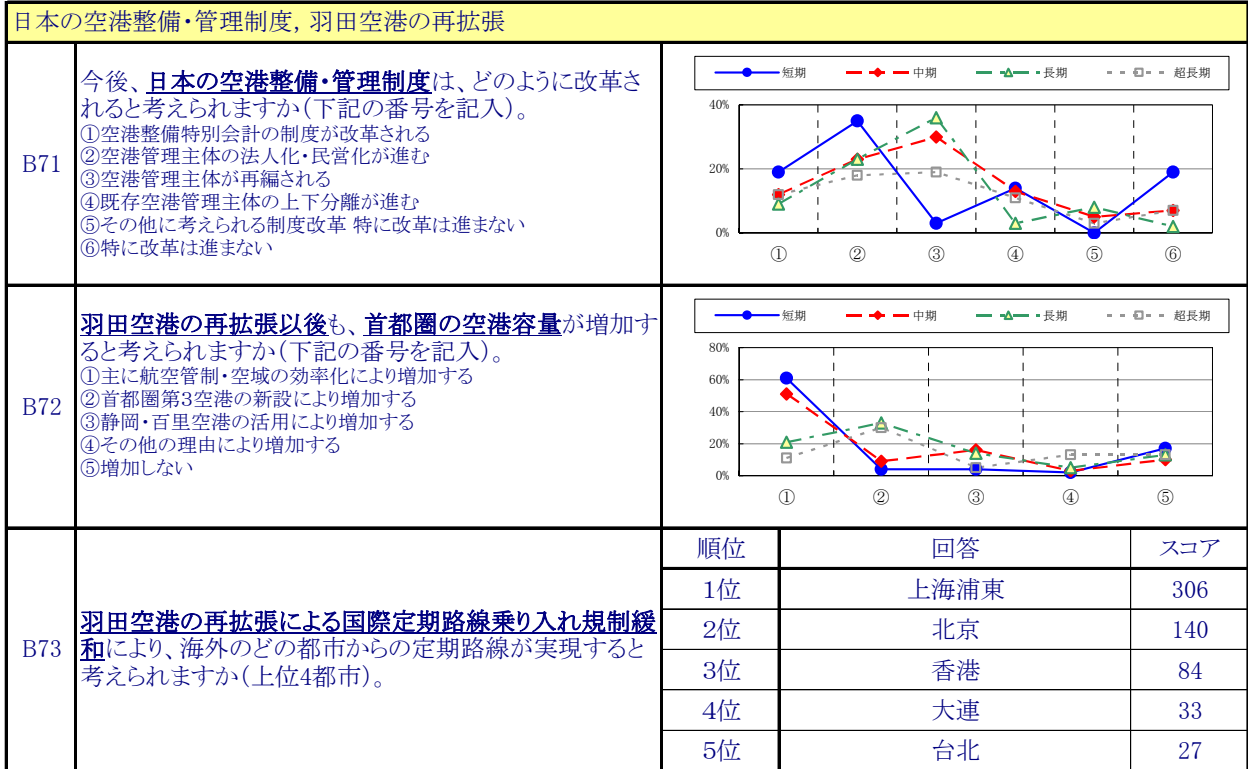 日本の空港整備・管理制度, 羽田空港の再拡張
B71
今後、日本の空港整備・管理制度は、どのように改革さ
れると考えられますか（下記の番号を記入）。
①空港整備特別会計の制度が改革される
②空港管理主体の法人化・民営化が進む
③空港管理主体が再編される
④既存空港管理主体の上下分離が進む
⑤その他に考えられる制度改革 特に改革は進まない
⑥特に改革は進まない
短期 中期 長期 超長期
40%
20%
0%
① ② ③ ④ ⑤ ⑥
B72
羽田空港の再拡張以後も、首都圏の空港容量が増加す
ると考えられますか（下記の番号を記入）。
①主に航空管制・空域の効率化により増加する
②首都圏第3空港の新設により増加する
③静岡・百里空港の活用により増加する
④その他の理由により増加する
⑤増加しない
短期 中期 長期 超長期
80%
60%
40%
20%
0%
① ② ③ ④ ⑤
B73
羽田空港の再拡張による国際定期路線乗り入れ規制緩
和により、海外のどの都市からの定期路線が実現すると
考えられますか（上位4都市）。
順位 回答 スコア
1位 上海浦東 306
2位 北京 140
3位 香港 84
4位 大連 33
5位 台北 27